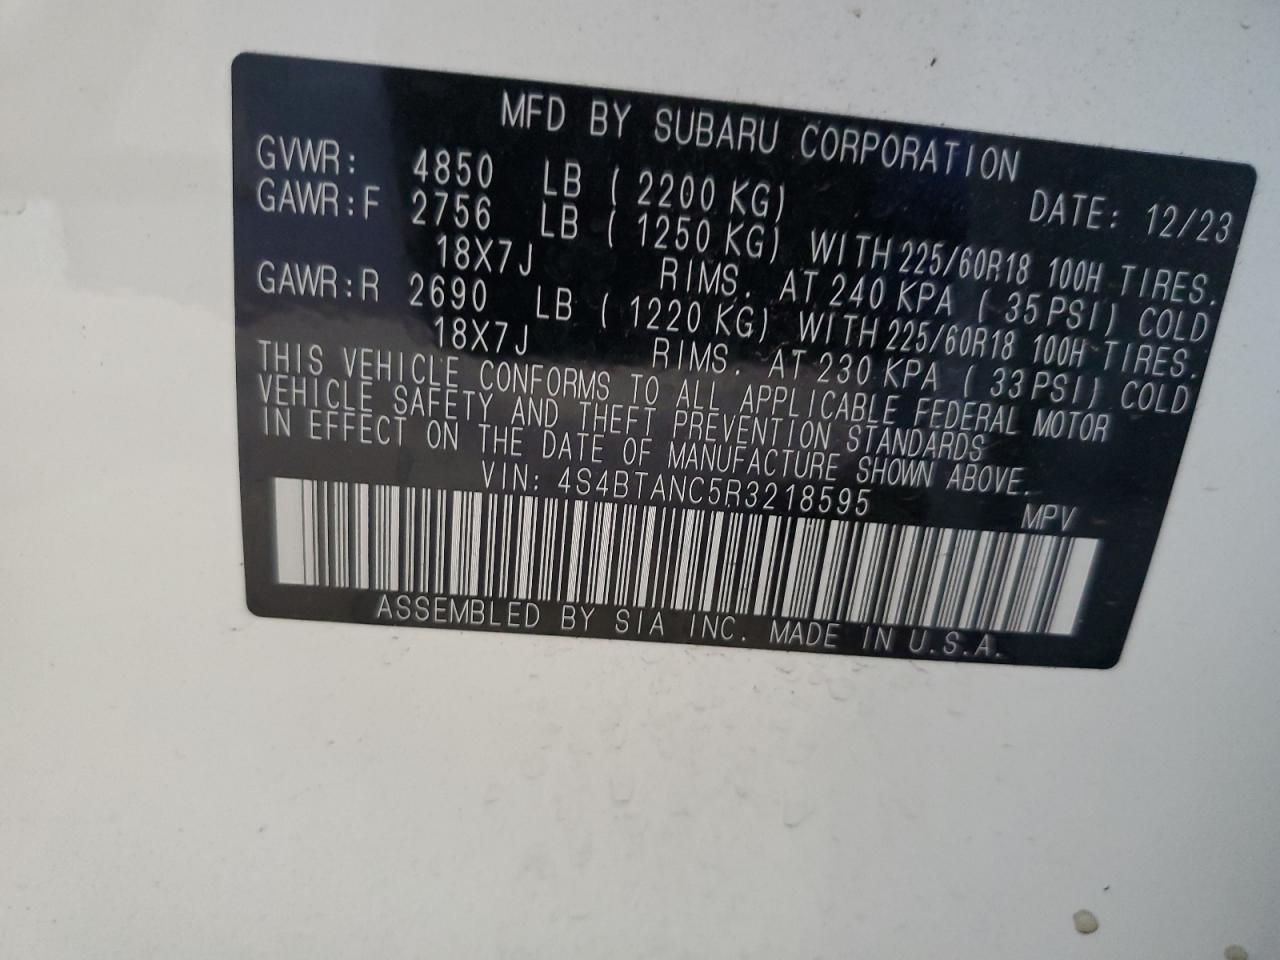 MFD BY SUBARU CORPORATION
GVWR: 4850 LB (2200 KG) DATE: 12/23
GAWR:F 2756 LB (1250 KG) WITH 225/60R18 100H TIRES.
18X7J RIMS. AT 240 KPA (35 PSI) COLD
GAWR:R 2690 LB (1220 KG) WITH 225/60R18 100H TIRES.
18X7J RIMS. AT 230 KPA (33 PSI) COLD
THIS VEHICLE CONFORMS TO ALL APPLICABLE FEDERAL MOTOR
VEHICLE SAFETY AND THEFT PREVENTION STANDARDS
IN EFFECT ON THE DATE OF MANUFACTURE SHOWN ABOVE.
VIN: 4S4BTANC5R3218595 MPV
ASSEMBLED BY SIA INC. MADE IN U.S.A.